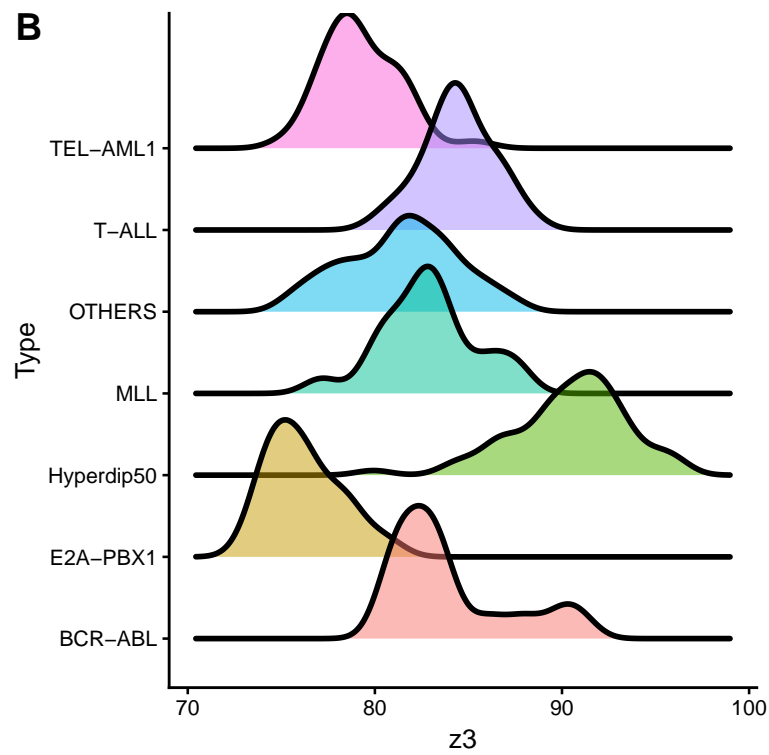 B
TEL−AML1
T−ALL
OTHERS
MLL
Hyperdip50
E2A−PBX1
BCR−ABL
Type
70 80 90 100
z3